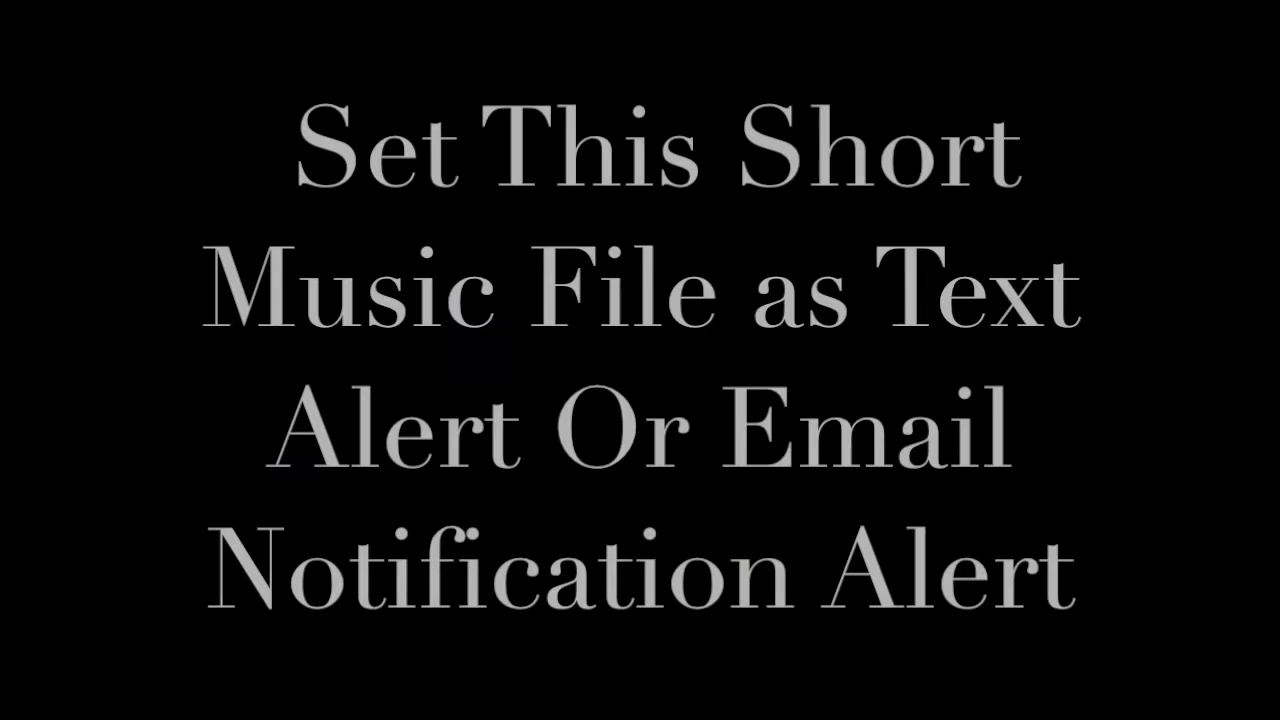 Set This Short
Music File as Text
Alert Or Email
Notification Alert